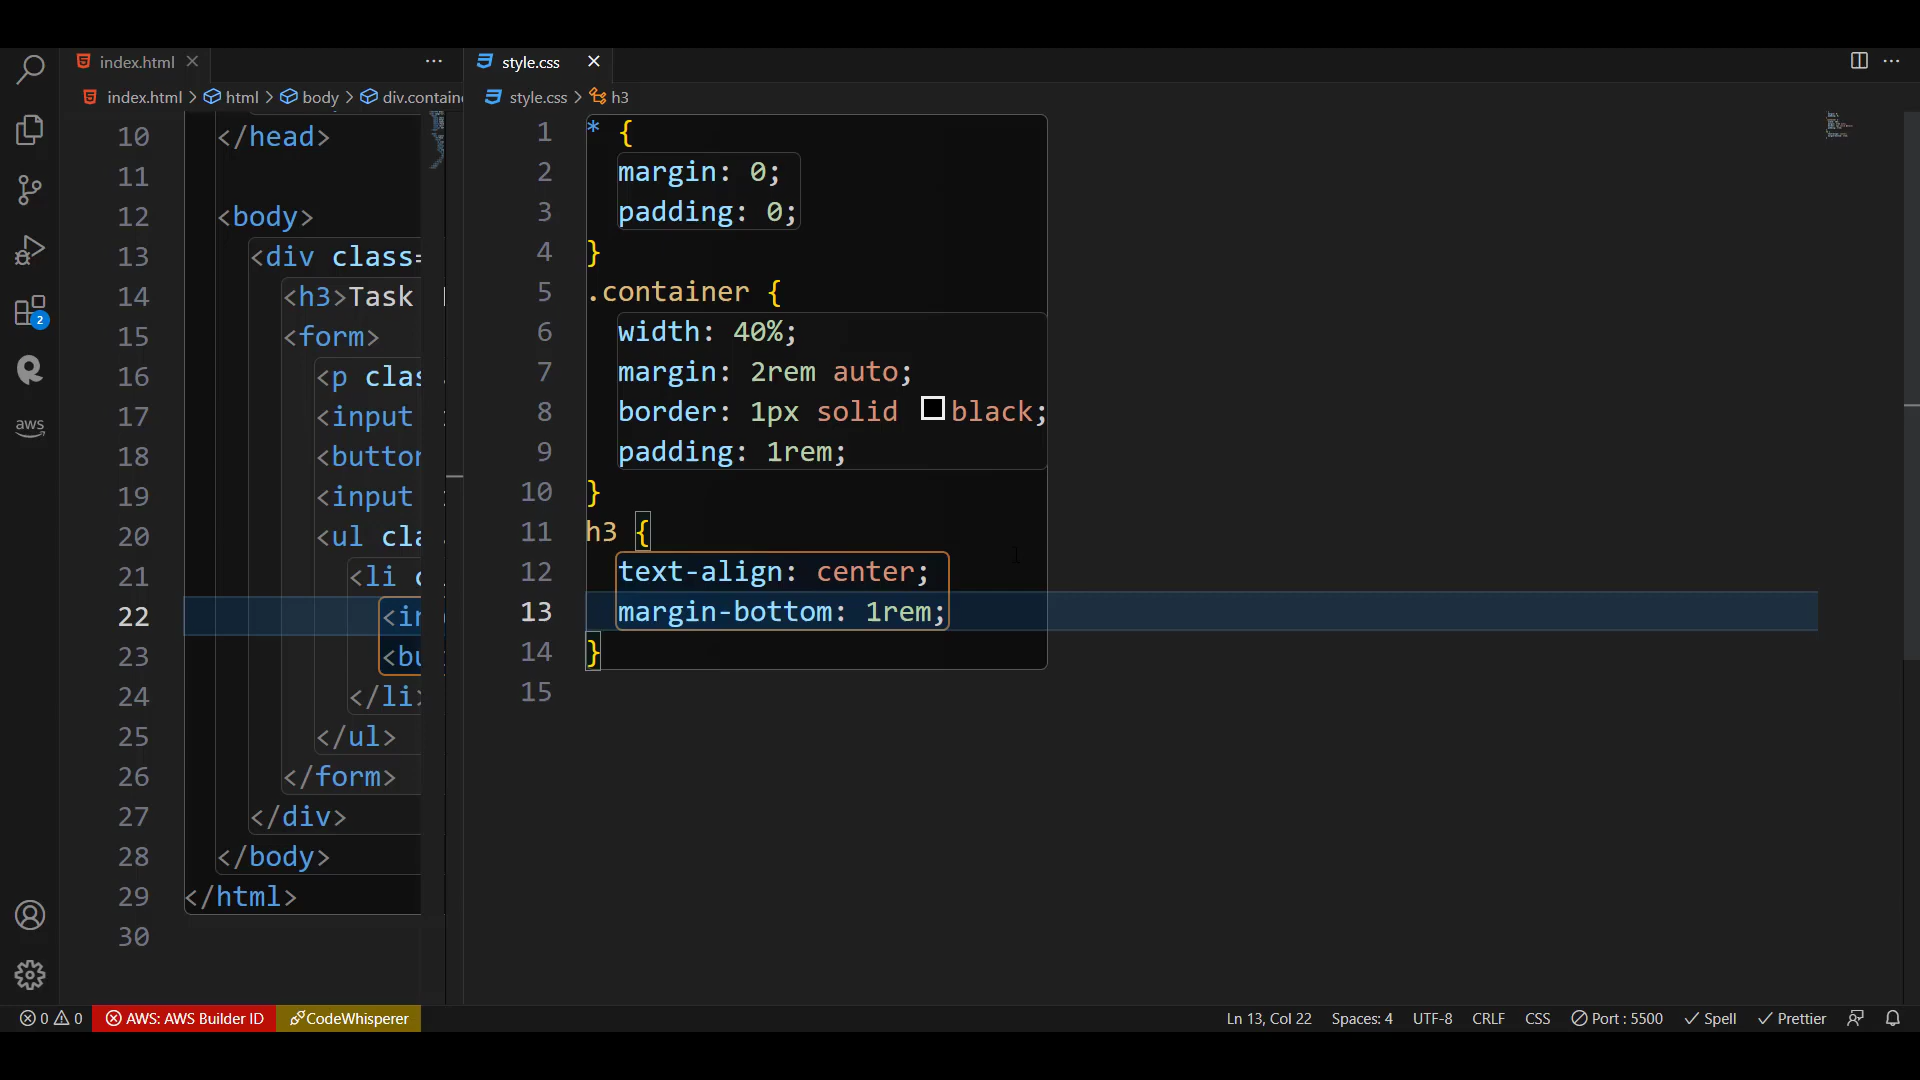 index.html
style.css
index.html > html > body > div.containe
style.css > h3
10 </head>
11
12 <body>
13 <div class=
14 <h3>Task
15 <form>
16 <p clas
17 <input
18 <button
19 <input
20 <ul cla
21 <li c
22 <in
23 <bu
24 </li>
25 </ul>
26 </form>
27 </div>
28 </body>
29 </html>
30
1 * {
2 margin: 0;
3 padding: 0;
4 }
5 .container {
6 width: 40%;
7 margin: 2rem auto;
8 border: 1px solid black;
9 padding: 1rem;
10 }
11 h3 {
12 text-align: center;
13 margin-bottom: 1rem;
14 }
15
2
aws
0 0 AWS: AWS Builder ID CodeWhisperer Ln 13, Col 22 Spaces: 4 UTF-8 CRLF CSS Port : 5500 Spell Prettier